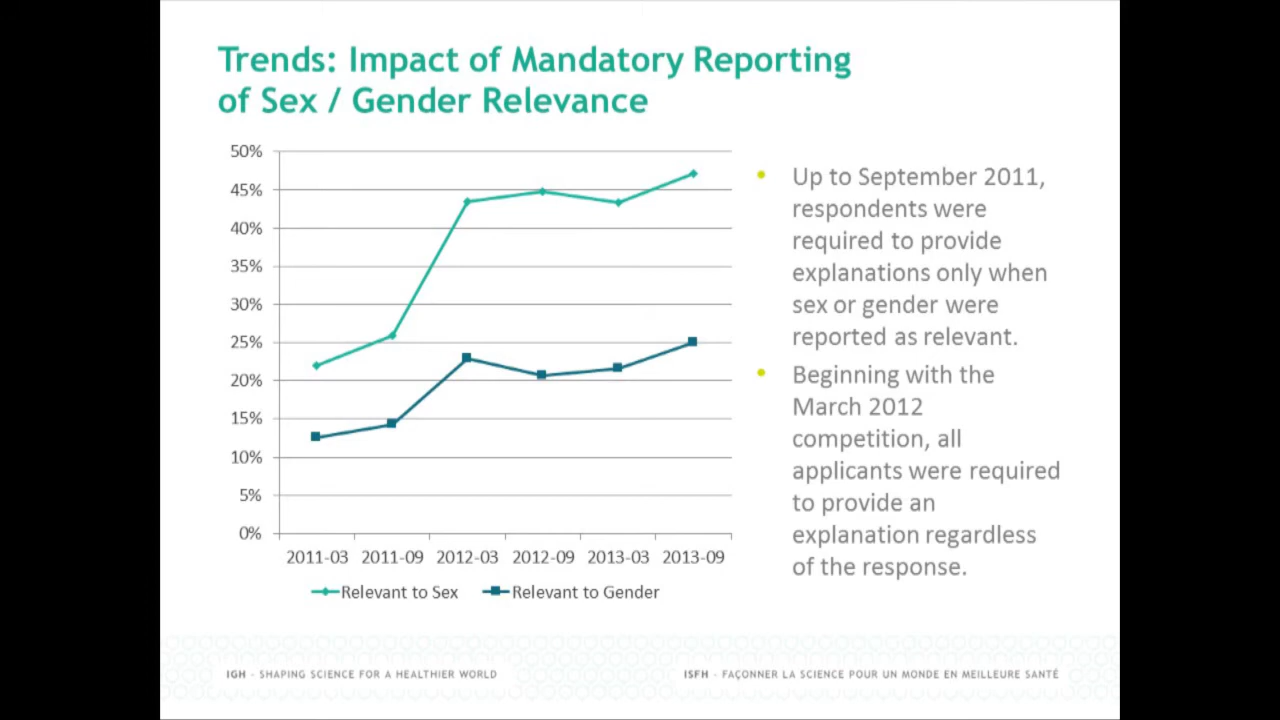 Trends: Impact of Mandatory Reporting
of Sex / Gender Relevance
50%
45%
40%
35%
30%
25%
20%
15%
10%
5%
0%
2011-03 2011-09 2012-03 2012-09 2013-03 2013-09
Relevant to Sex Relevant to Gender
• Up to September 2011,
respondents were
required to provide
explanations only when
sex or gender were
reported as relevant.
• Beginning with the
March 2012
competition, all
applicants were required
to provide an
explanation regardless
of the response.
IGH - SHAPING SCIENCE FOR A HEALTHIER WORLD
ISFH - FAÇONNER LA SCIENCE POUR UN MONDE EN MEILLEURE SANTÉ